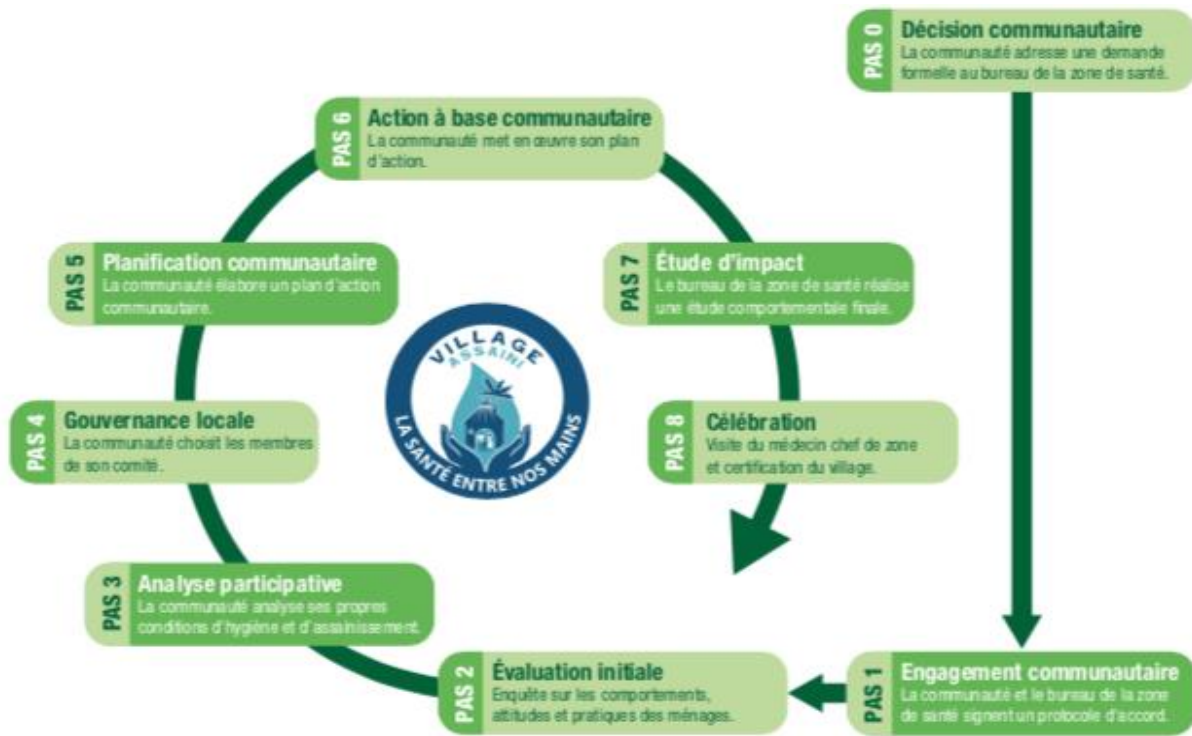 PAS 0
Décision communautaire
La communauté adresse une demande
formelle au bureau de la zone de santé.
PAS 1
Engagement communautaire
La communauté et le bureau de la zone
de santé signent un protocole d'accord.
PAS 2
Évaluation initiale
Enquête sur les comportements,
attitudes et pratiques des ménages.
PAS 3
Analyse participative
La communauté analyse ses propres
conditions d'hygiène et d'assainissement.
PAS 4
Gouvernance locale
La communauté choisit les membres
de son comité.
PAS 5
Planification communautaire
La communauté élabore un plan d'action
communautaire.
PAS 6
Action à base communautaire
La communauté met en œuvre son plan
d'action.
PAS 7
Étude d'impact
Le bureau de la zone de santé réalise
une étude comportementale finale.
PAS 8
Célébration
Visite du médecin chef de zone
et certification du village.
VILLAGE
ASSAINI
LA SANTÉ ENTRE NOS MAINS